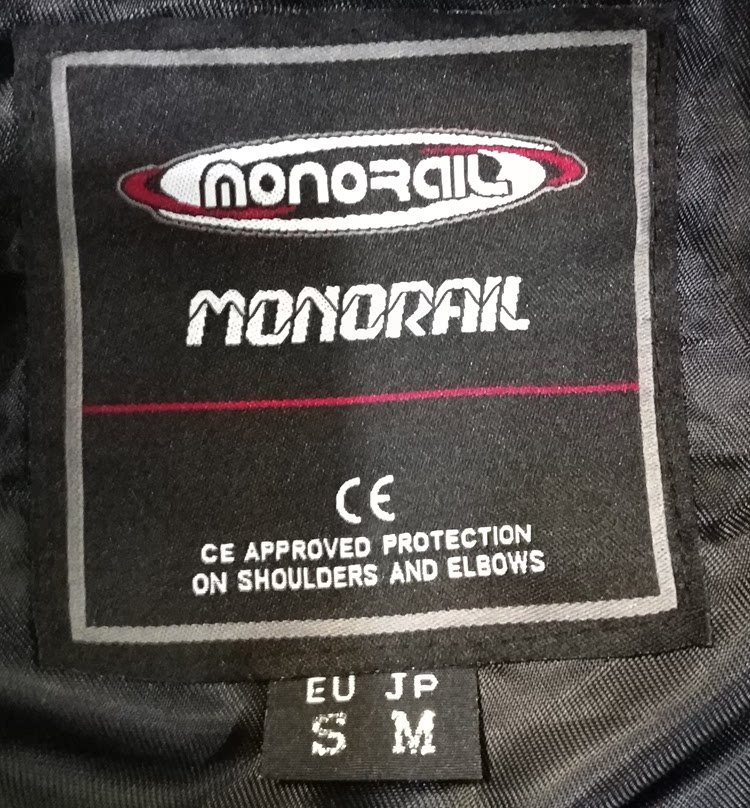 monorail
MONORAIL
CE
CE APPROVED PROTECTION
ON SHOULDERS AND ELBOWS
EU JP
S M